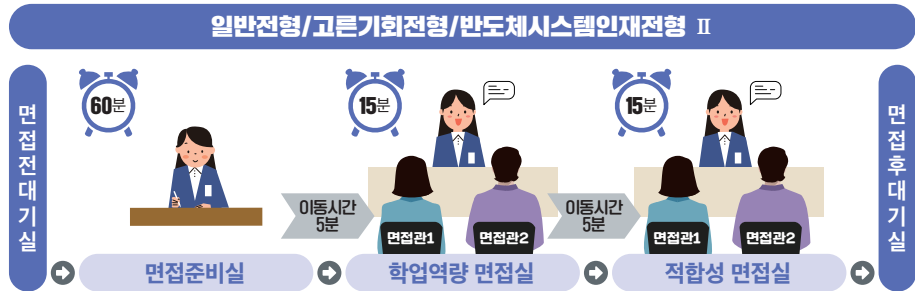 일반전형/고른기회전형/반도체시스템인재전형 Ⅱ
면접전대기실
60분
면접준비실
이동시간
5분
15분
면접관1
면접관2
학업역량 면접실
이동시간
5분
15분
면접관1
면접관2
적합성 면접실
면접후대기실